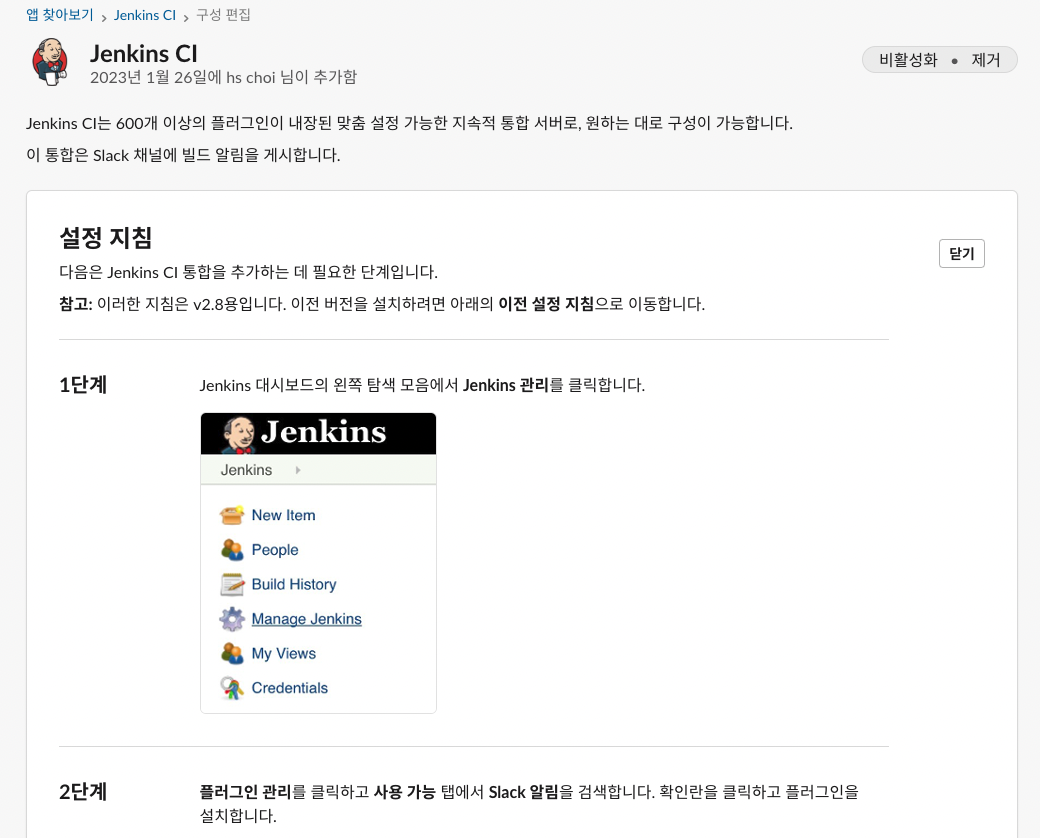 앱 찾아보기 › Jenkins CI › 구성 편집
Jenkins CI
2023년 1월 26일에 hs choi 님이 추가함
비활성화 • 제거
Jenkins CI는 600개 이상의 플러그인이 내장된 맞춤 설정 가능한 지속적 통합 서버로, 원하는 대로 구성이 가능합니다.
이 통합은 Slack 채널에 빌드 알림을 게시합니다.
설정 지침
닫기
다음은 Jenkins CI 통합을 추가하는 데 필요한 단계입니다.
참고: 이러한 지침은 v2.8용입니다. 이전 버전을 설치하려면 아래의 이전 설정 지침으로 이동합니다.
1단계
Jenkins 대시보드의 왼쪽 탐색 모음에서 Jenkins 관리를 클릭합니다.
Jenkins
Jenkins
New Item
People
Build History
Manage Jenkins
My Views
Credentials
2단계
플러그인 관리를 클릭하고 사용 가능 탭에서 Slack 알림을 검색합니다. 확인란을 클릭하고 플러그인을
설치합니다.